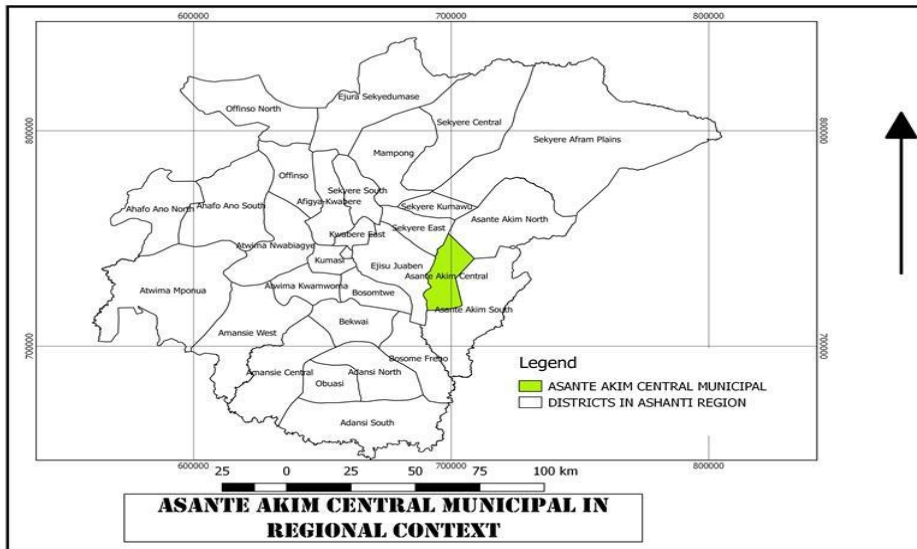 600000 700000 800000
Ejura Sekyedumase
Offinso North
Sekyere Central
800000
800000
Sekyere Afram Plains
Mampong
Offinso
Sekyere South
Afigya-Kwabere
Ahafo Ano North
Ahafo Ano South
Sekyere Kumawu
Asante Akim North
Sekyere East
Kwabere East
Atwima Nwabiagye
Kumasi
Ejisu Juaben
Asante Akim Central
Atwima Mponua
Atwima Kwamwoma
Bosomtwe
Asante Akim South
Bekwai
Amansie West
700000
700000
Bosome Freho
Amansie Central
Adansi North
Obuasi
Adansi South
Legend
ASANTE AKIM CENTRAL MUNICIPAL
DISTRICTS IN ASHANTI REGION
600000 700000 800000
25 0 25 50 75 100 km
ASANTE AKIM CENTRAL MUNICIPAL IN
REGIONAL CONTEXT